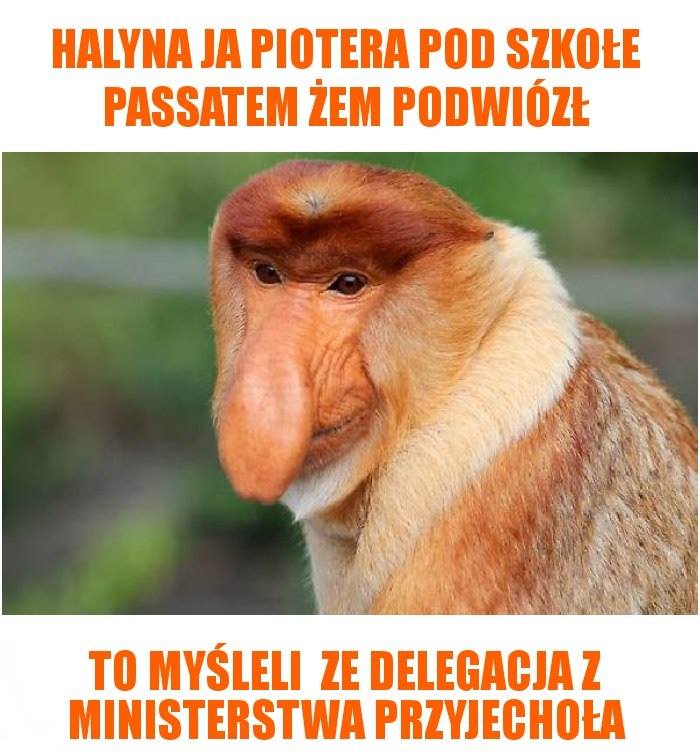 HALYNA JA PIOTERA POD SZKOŁE
PASSATEM ŻEM PODWIÓZŁ
TO MYŚLELI ZE DELEGACJA Z
MINISTERSTWA PRZYJECHOŁA